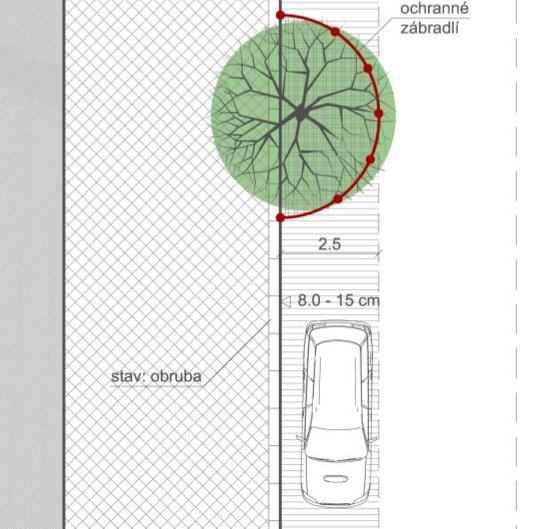 ochranné
zábradlí
2.5
8.0 - 15 cm
stav: obruba